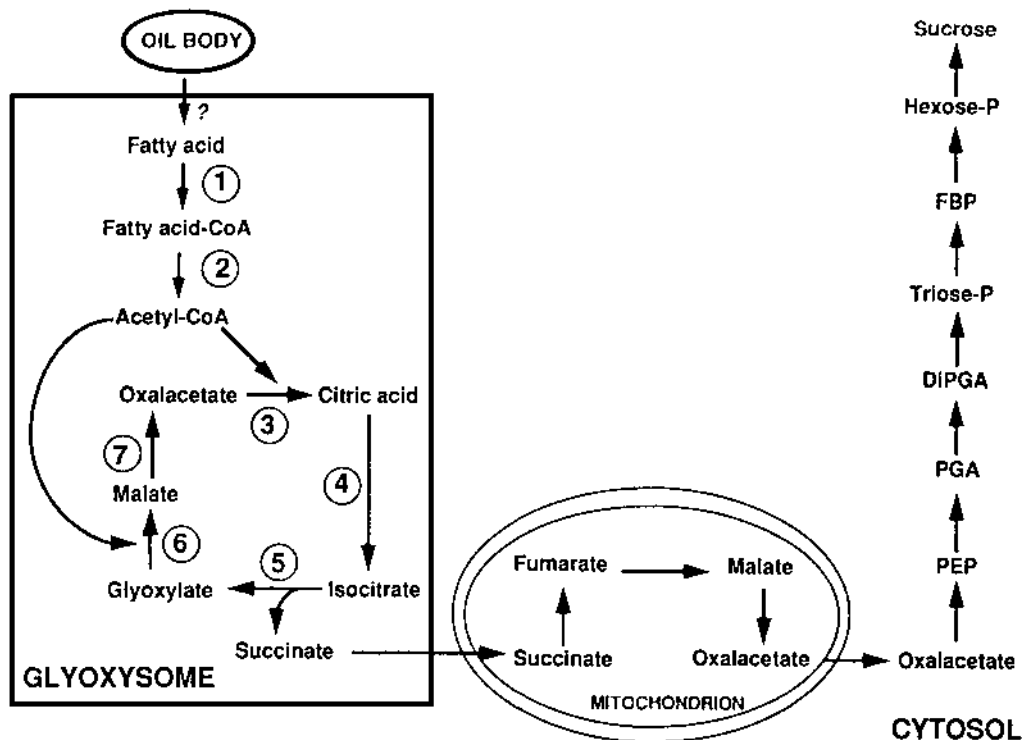 OIL BODY
?
Fatty acid
1
Fatty acid-CoA
2
Acetyl-CoA
Oxalacetate
3
Citric acid
7
4
Malate
6
5
Glyoxylate
Isocitrate
Succinate
GLYOXYSOME
Fumarate
Malate
Succinate
Oxalacetate
MITOCHONDRION
Sucrose
Hexose-P
FBP
Triose-P
DiPGA
PGA
PEP
Oxalacetate
CYTOSOL